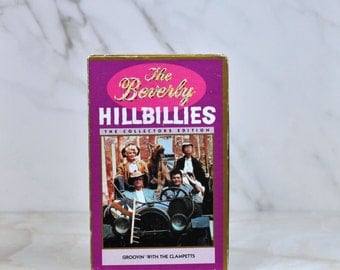 The
Beverly
HILLBILLIES
THE COLLECTORS EDITION
GROOVIN' WITH THE CLAMPETTS